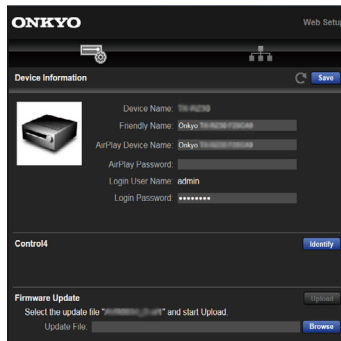 ONKYO
Web Setup
Device Information
Save
Device Name:
Friendly Name: Onkyo
AirPlay Device Name: Onkyo
AirPlay Password:
Login User Name: admin
Login Password: ••••••••
Control4
Identify
Firmware Update
Upload
Select the update file " " and start Upload.
Update File:
Browse